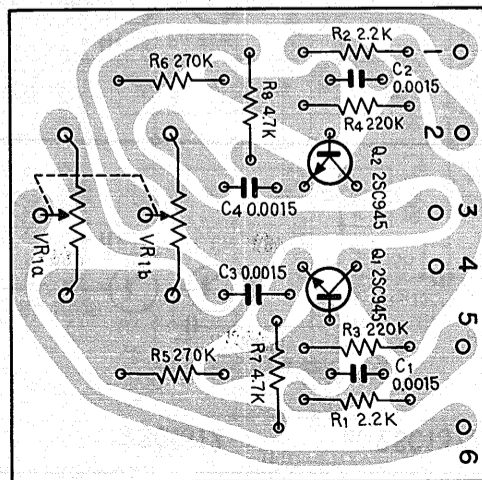 R2 2.2K
1
R6 270K
C2
0.0015
R8 4.7K
R4 220K
2
Q2 2SC945
C4 0.0015
3
VR1a
VR1b
4
C3 0.0015
Q1 2SC945
5
R3 220K
R5 270K
R7 4.7K
C1
0.0015
R1 2.2K
6